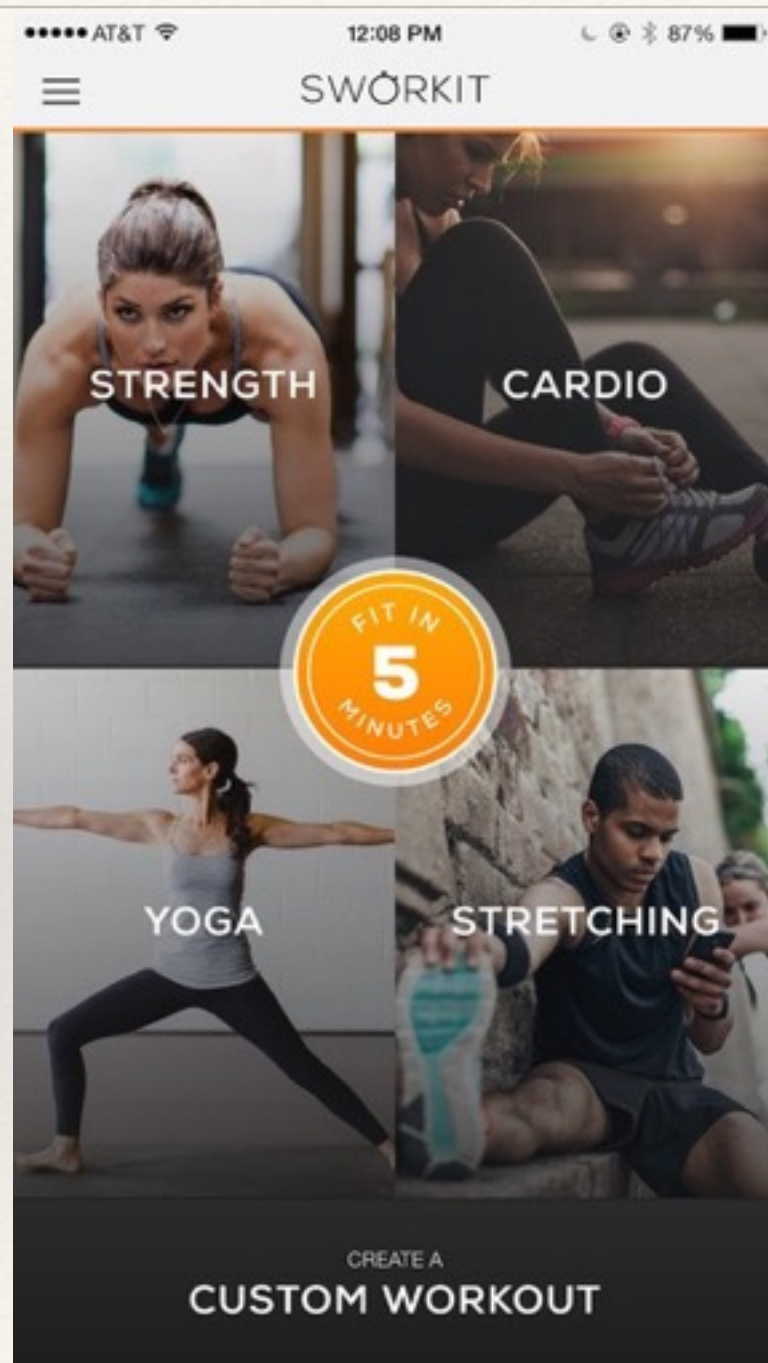 AT&T 12:08 PM 87%
SWORKIT
STRENGTH
CARDIO
FIT IN
5
MINUTES
YOGA
STRETCHING
CREATE A
CUSTOM WORKOUT